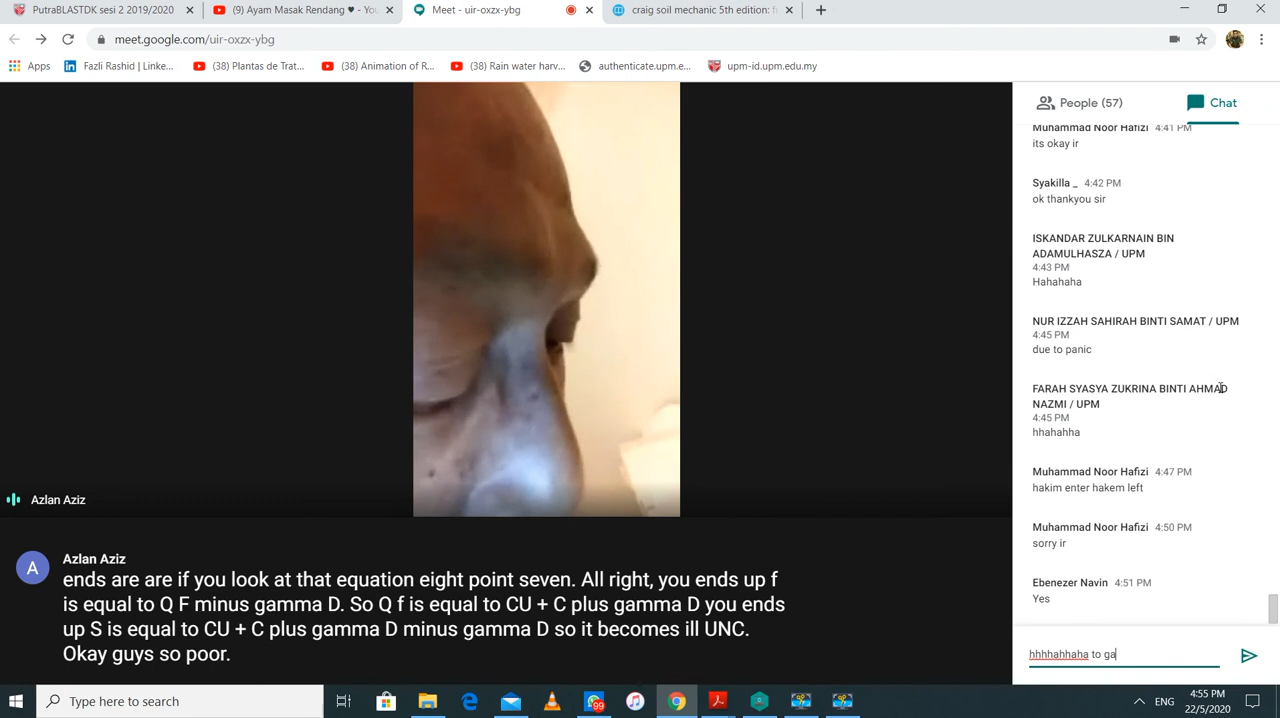 PutraBLASTDK sesi 2 2019/2020
(9) Ayam Masak Rendang ♥ - You
Meet - uir-oxzx-ybg
craig soil mechanic 5th edition: f
meet.google.com/uir-oxzx-ybg
Apps
Fazli Rashid | Linke...
(38) Plantas de Trat...
(38) Animation of R...
(38) Rain water harv...
authenticate.upm.e...
upm-id.upm.edu.my
People (57)
Chat
Muhammad Noor Hafizi 4:41 PM
its okay ir
Syakilla _ 4:42 PM
ok thankyou sir
ISKANDAR ZULKARNAIN BIN
ADAMULHASZA / UPM
4:43 PM
Hahahaha
NUR IZZAH SAHIRAH BINTI SAMAT / UPM
4:45 PM
due to panic
FARAH SYASYA ZUKRINA BINTI AHMAD
NAZMI / UPM
4:45 PM
hhahahha
Muhammad Noor Hafizi 4:47 PM
hakim enter hakem left
Muhammad Noor Hafizi 4:50 PM
sorry ir
Ebenezer Navin 4:51 PM
Yes
hhhhahhaha to ga
Azlan Aziz
A
Azlan Aziz
ends are are if you look at that equation eight point seven. All right, you ends up f
is equal to Q F minus gamma D. So Q f is equal to CU + C plus gamma D you ends
up S is equal to CU + C plus gamma D minus gamma D so it becomes ill UNC.
Okay guys so poor.
Type here to search
99
ENG
4:55 PM
22/5/2020